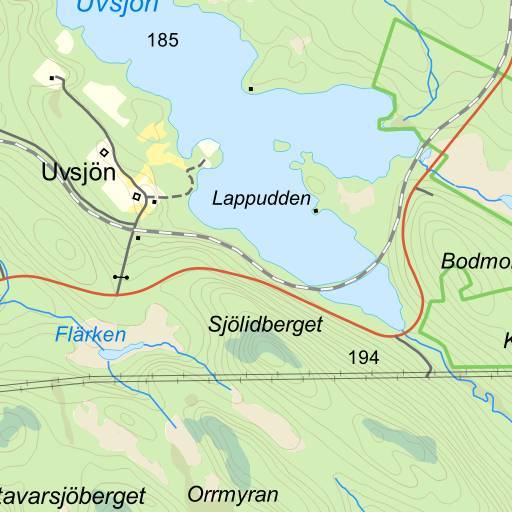 Uvsjön
185
Uvsjön
Lappudden
Bodmo
Flärken
Sjölidberget
194
K
tavarsjöberget
Orrmyran